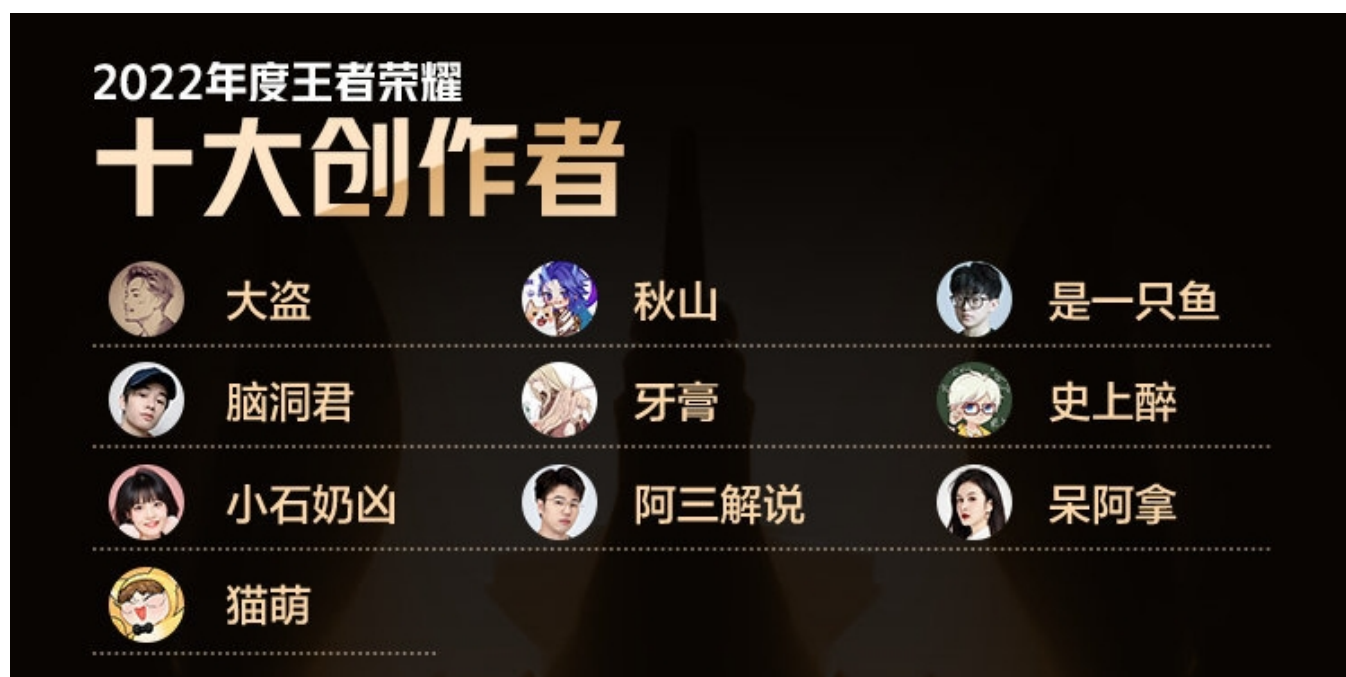 2022年度王者荣耀
十大创作者
大盗 秋山 是一只鱼
脑洞君 牙膏 史上醉
小石奶凶 阿三解说 呆阿拿
猫萌